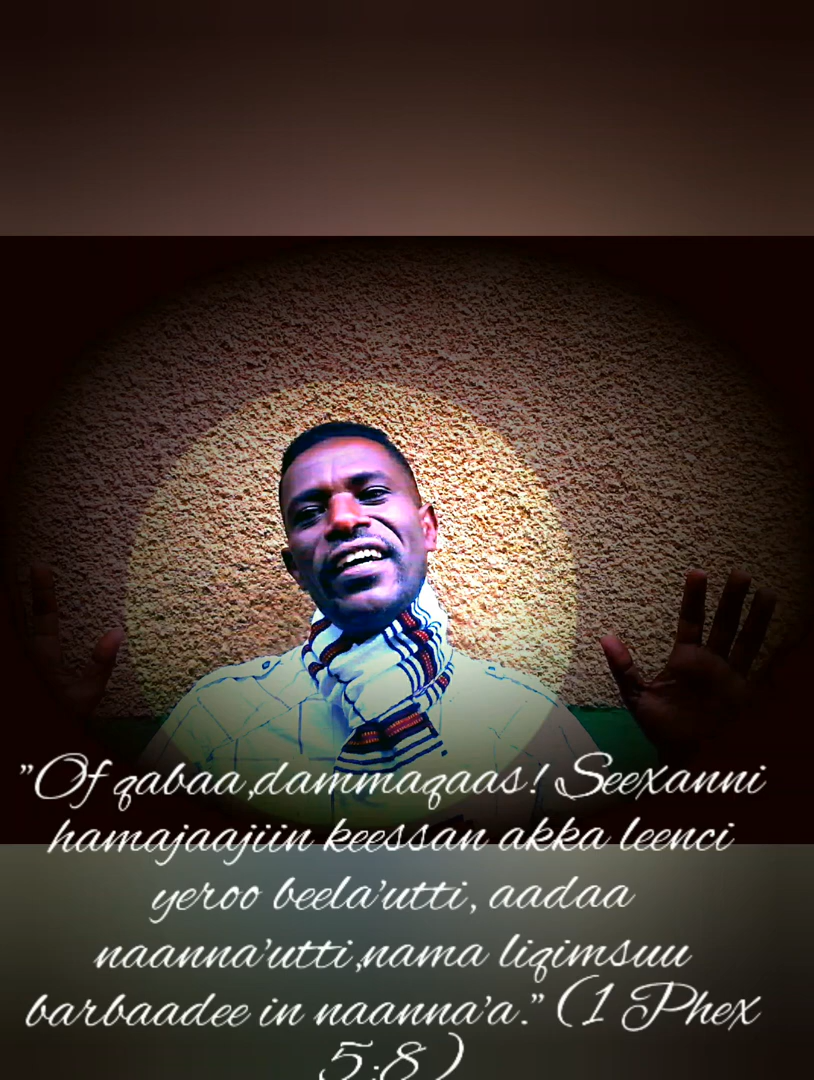 "Of qabaa,dammaqaas! Seexanni
hamajaajiin keessan akka leenci
yeroo beela'utti, aadaa
naanna'utti,nama liqimsuu
barbaadee in naanna'a." (1 Phex
5:8)